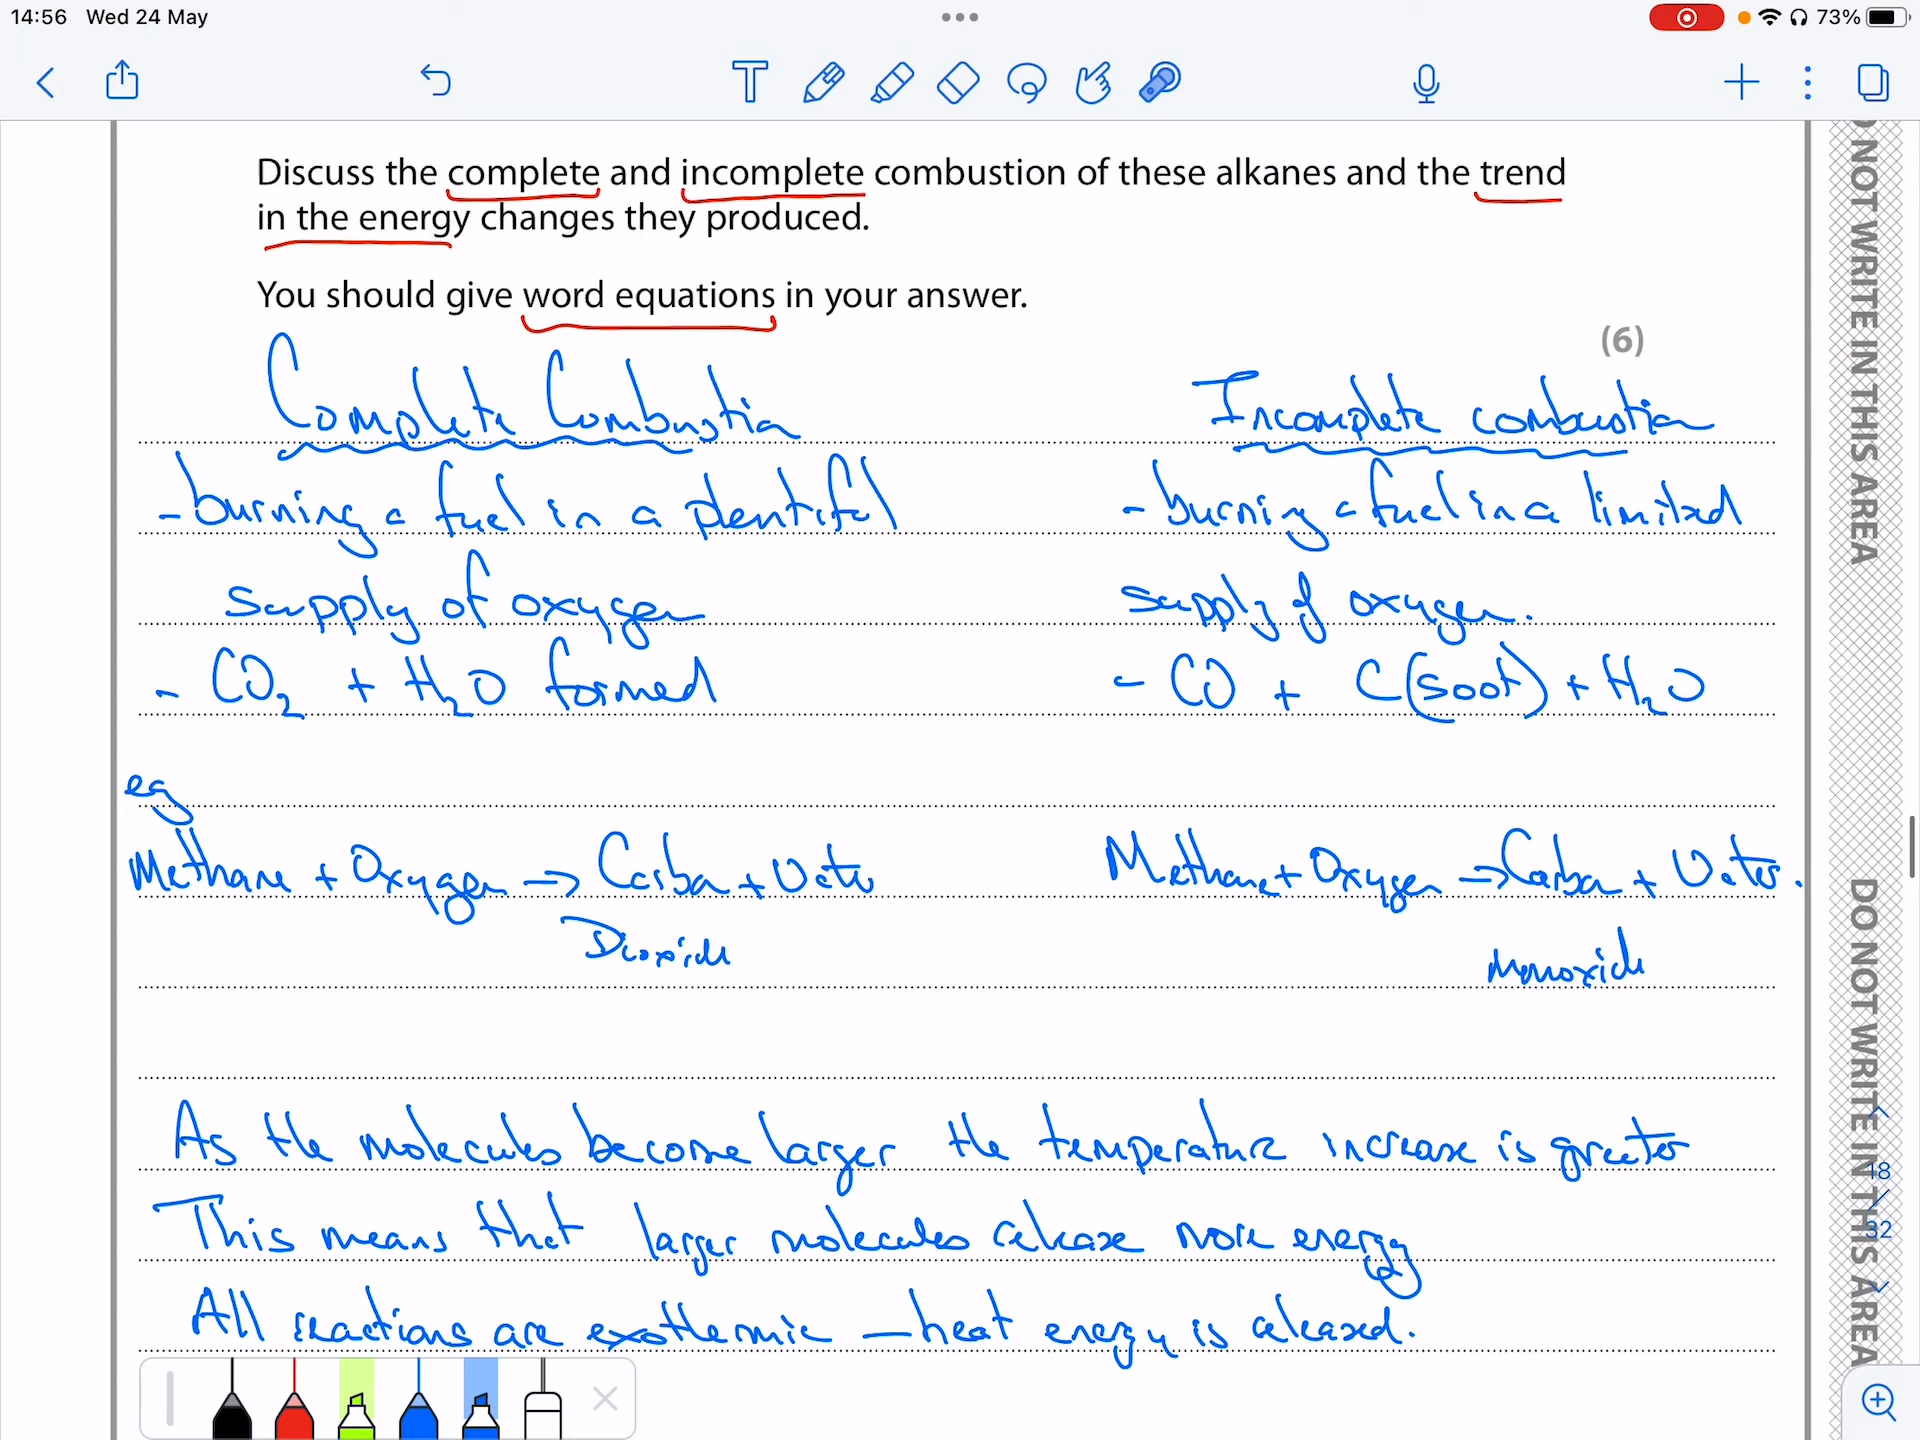 14:56 Wed 24 May
73%
Discuss the complete and incomplete combustion of these alkanes and the trend
in the energy changes they produced.
You should give word equations in your answer.
(6)
Complete Combustion
Incomplete combustion
- burning a fuel in a plentiful
- burning a fuel in a limited
supply of oxygen
supply of oxygen.
- CO₂ + H₂O formed
- CO + C(soot) + H₂O
eg
Methane + Oxygen → Carbon + Water
Dioxide
Methane + Oxygen → Carbon + Water.
Monoxide
As the molecules become larger the temperature increase is greater
This means that larger molecules release more energy
All reactions are exothermic - heat energy is released.
DO NOT WRITE IN THIS AREA
DO NOT WRITE IN THIS AREA
18
/
32